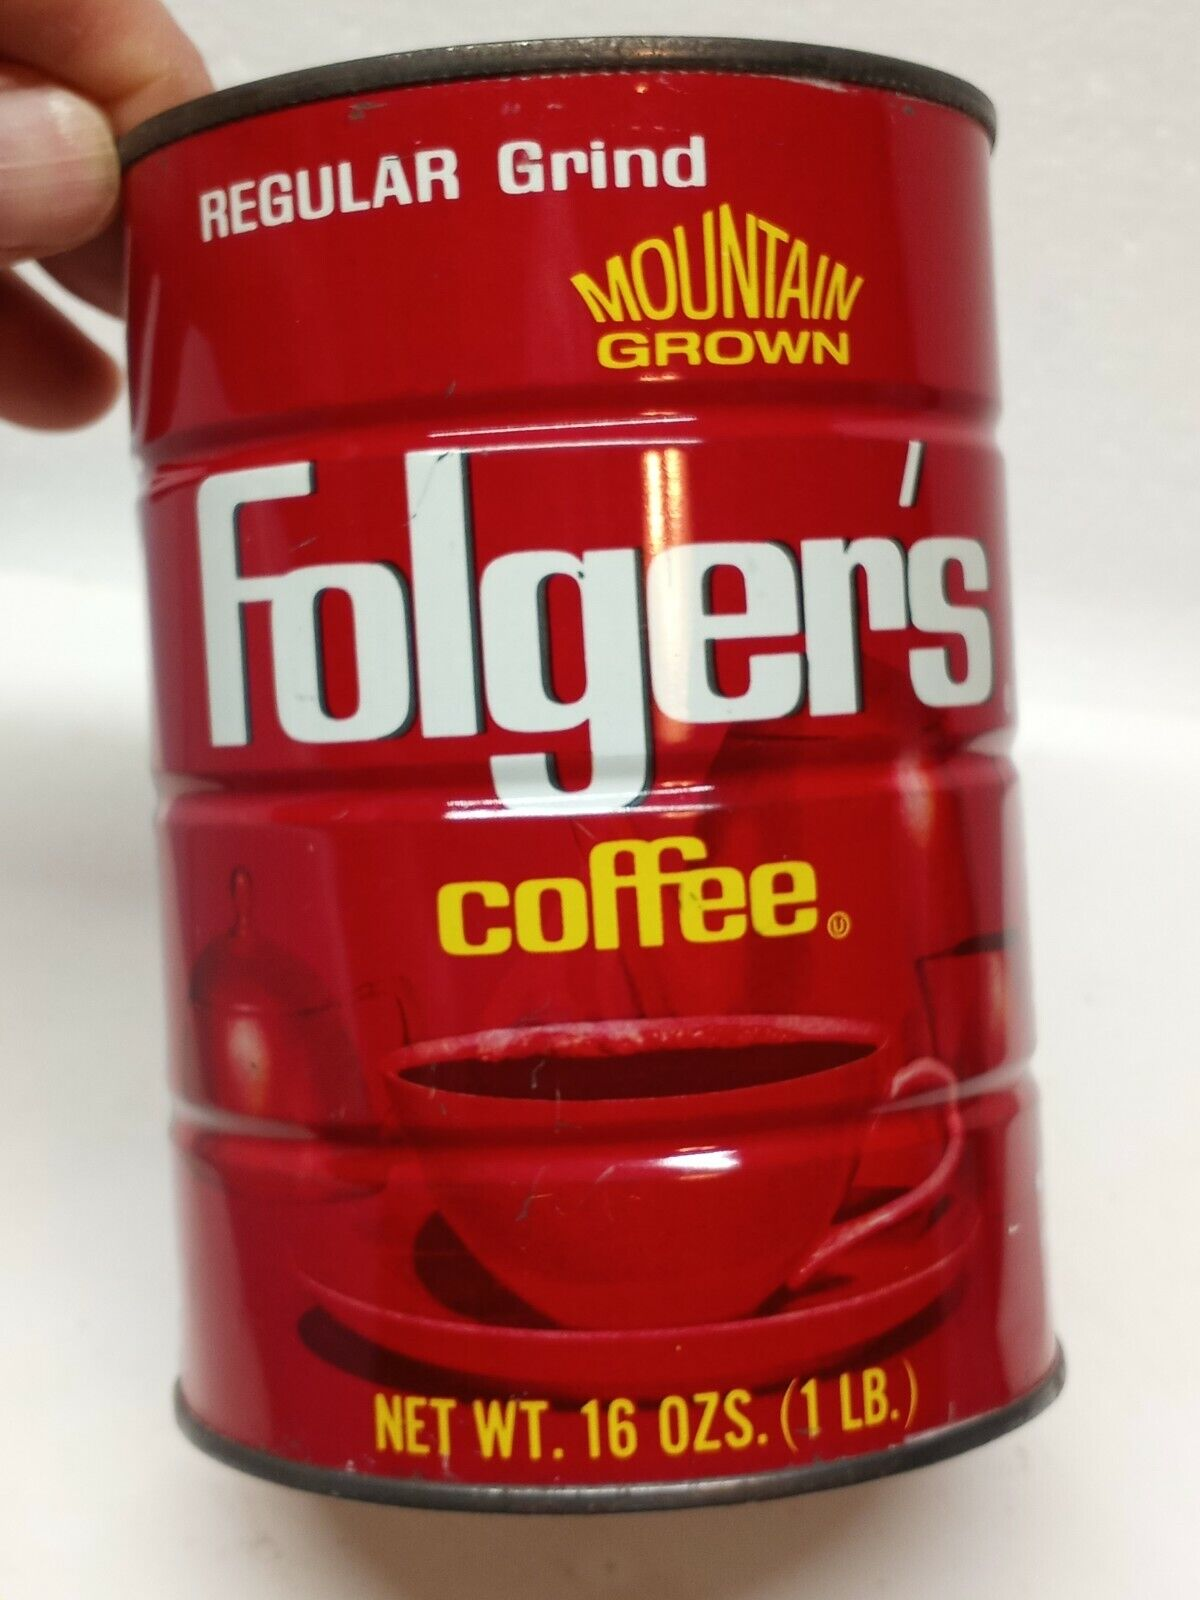 REGULAR Grind
MOUNTAIN
GROWN
Folger's
coffee Ⓤ
NET WT. 16 OZS. (1 LB.)